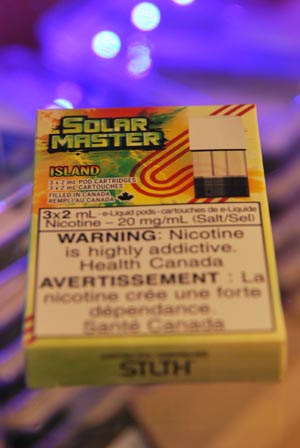 SOLAR
MASTER
ISLAND
3 x 2 mL POD CARTRIDGES
3 x 2 mL CARTOUCHES
FILLED IN CANADA
REMPLI AU CANADA
3×2 mL - e-Liquid pods - cartouches de e-Liquide
Nicotine – 20 mg/mL (Salt/Sel)
WARNING: Nicotine
is highly addictive.
Health Canada
AVERTISSEMENT : La
nicotine crée une forte
dépendance.
Santé Canada
STLTH